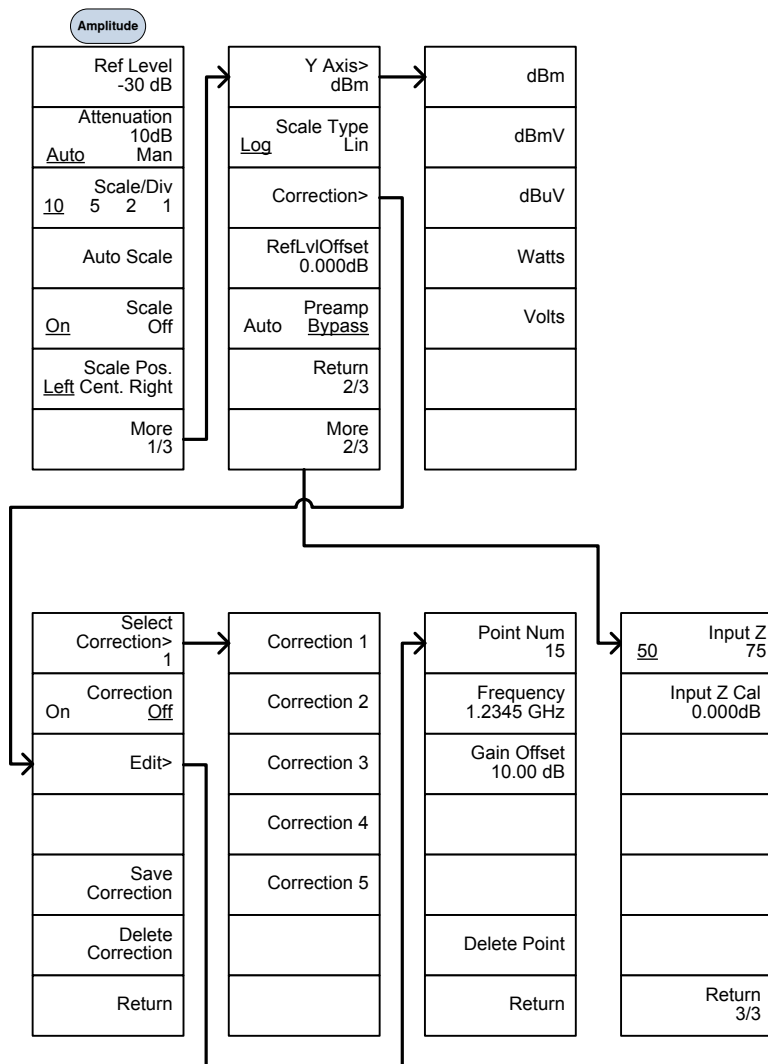 Amplitude
Ref Level
-30 dB
Attenuation
10dB
Auto Man
Scale/Div
10 5 2 1
Auto Scale
Scale
On Off
Scale Pos.
Left Cent. Right
More
1/3
Y Axis>
dBm
Scale Type
Log Lin
Correction>
RefLvlOffset
0.000dB
Preamp
Auto Bypass
Return
2/3
More
2/3
dBm
dBmV
dBuV
Watts
Volts
Select
Correction>
1
Correction
On Off
Edit>
Save
Correction
Delete
Correction
Return
Correction 1
Correction 2
Correction 3
Correction 4
Correction 5
Point Num
15
Frequency
1.2345 GHz
Gain Offset
10.00 dB
Delete Point
Return
Input Z
50 75
Input Z Cal
0.000dB
Return
3/3